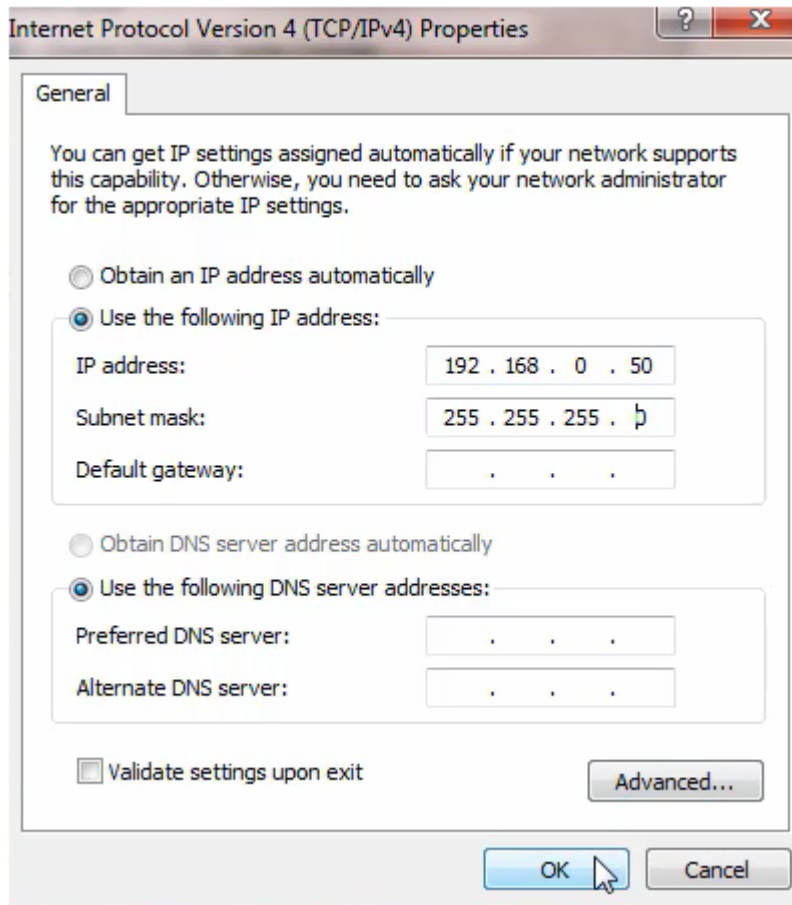 Internet Protocol Version 4 (TCP/IPv4) Properties
?
General
You can get IP settings assigned automatically if your network supports
this capability. Otherwise, you need to ask your network administrator
for the appropriate IP settings.
Obtain an IP address automatically
Use the following IP address:
IP address: 192 . 168 . 0 . 50
Subnet mask: 255 . 255 . 255 . 0
Default gateway: . . .
Obtain DNS server address automatically
Use the following DNS server addresses:
Preferred DNS server: . . .
Alternate DNS server: . . .
Validate settings upon exit
Advanced...
OK Cancel